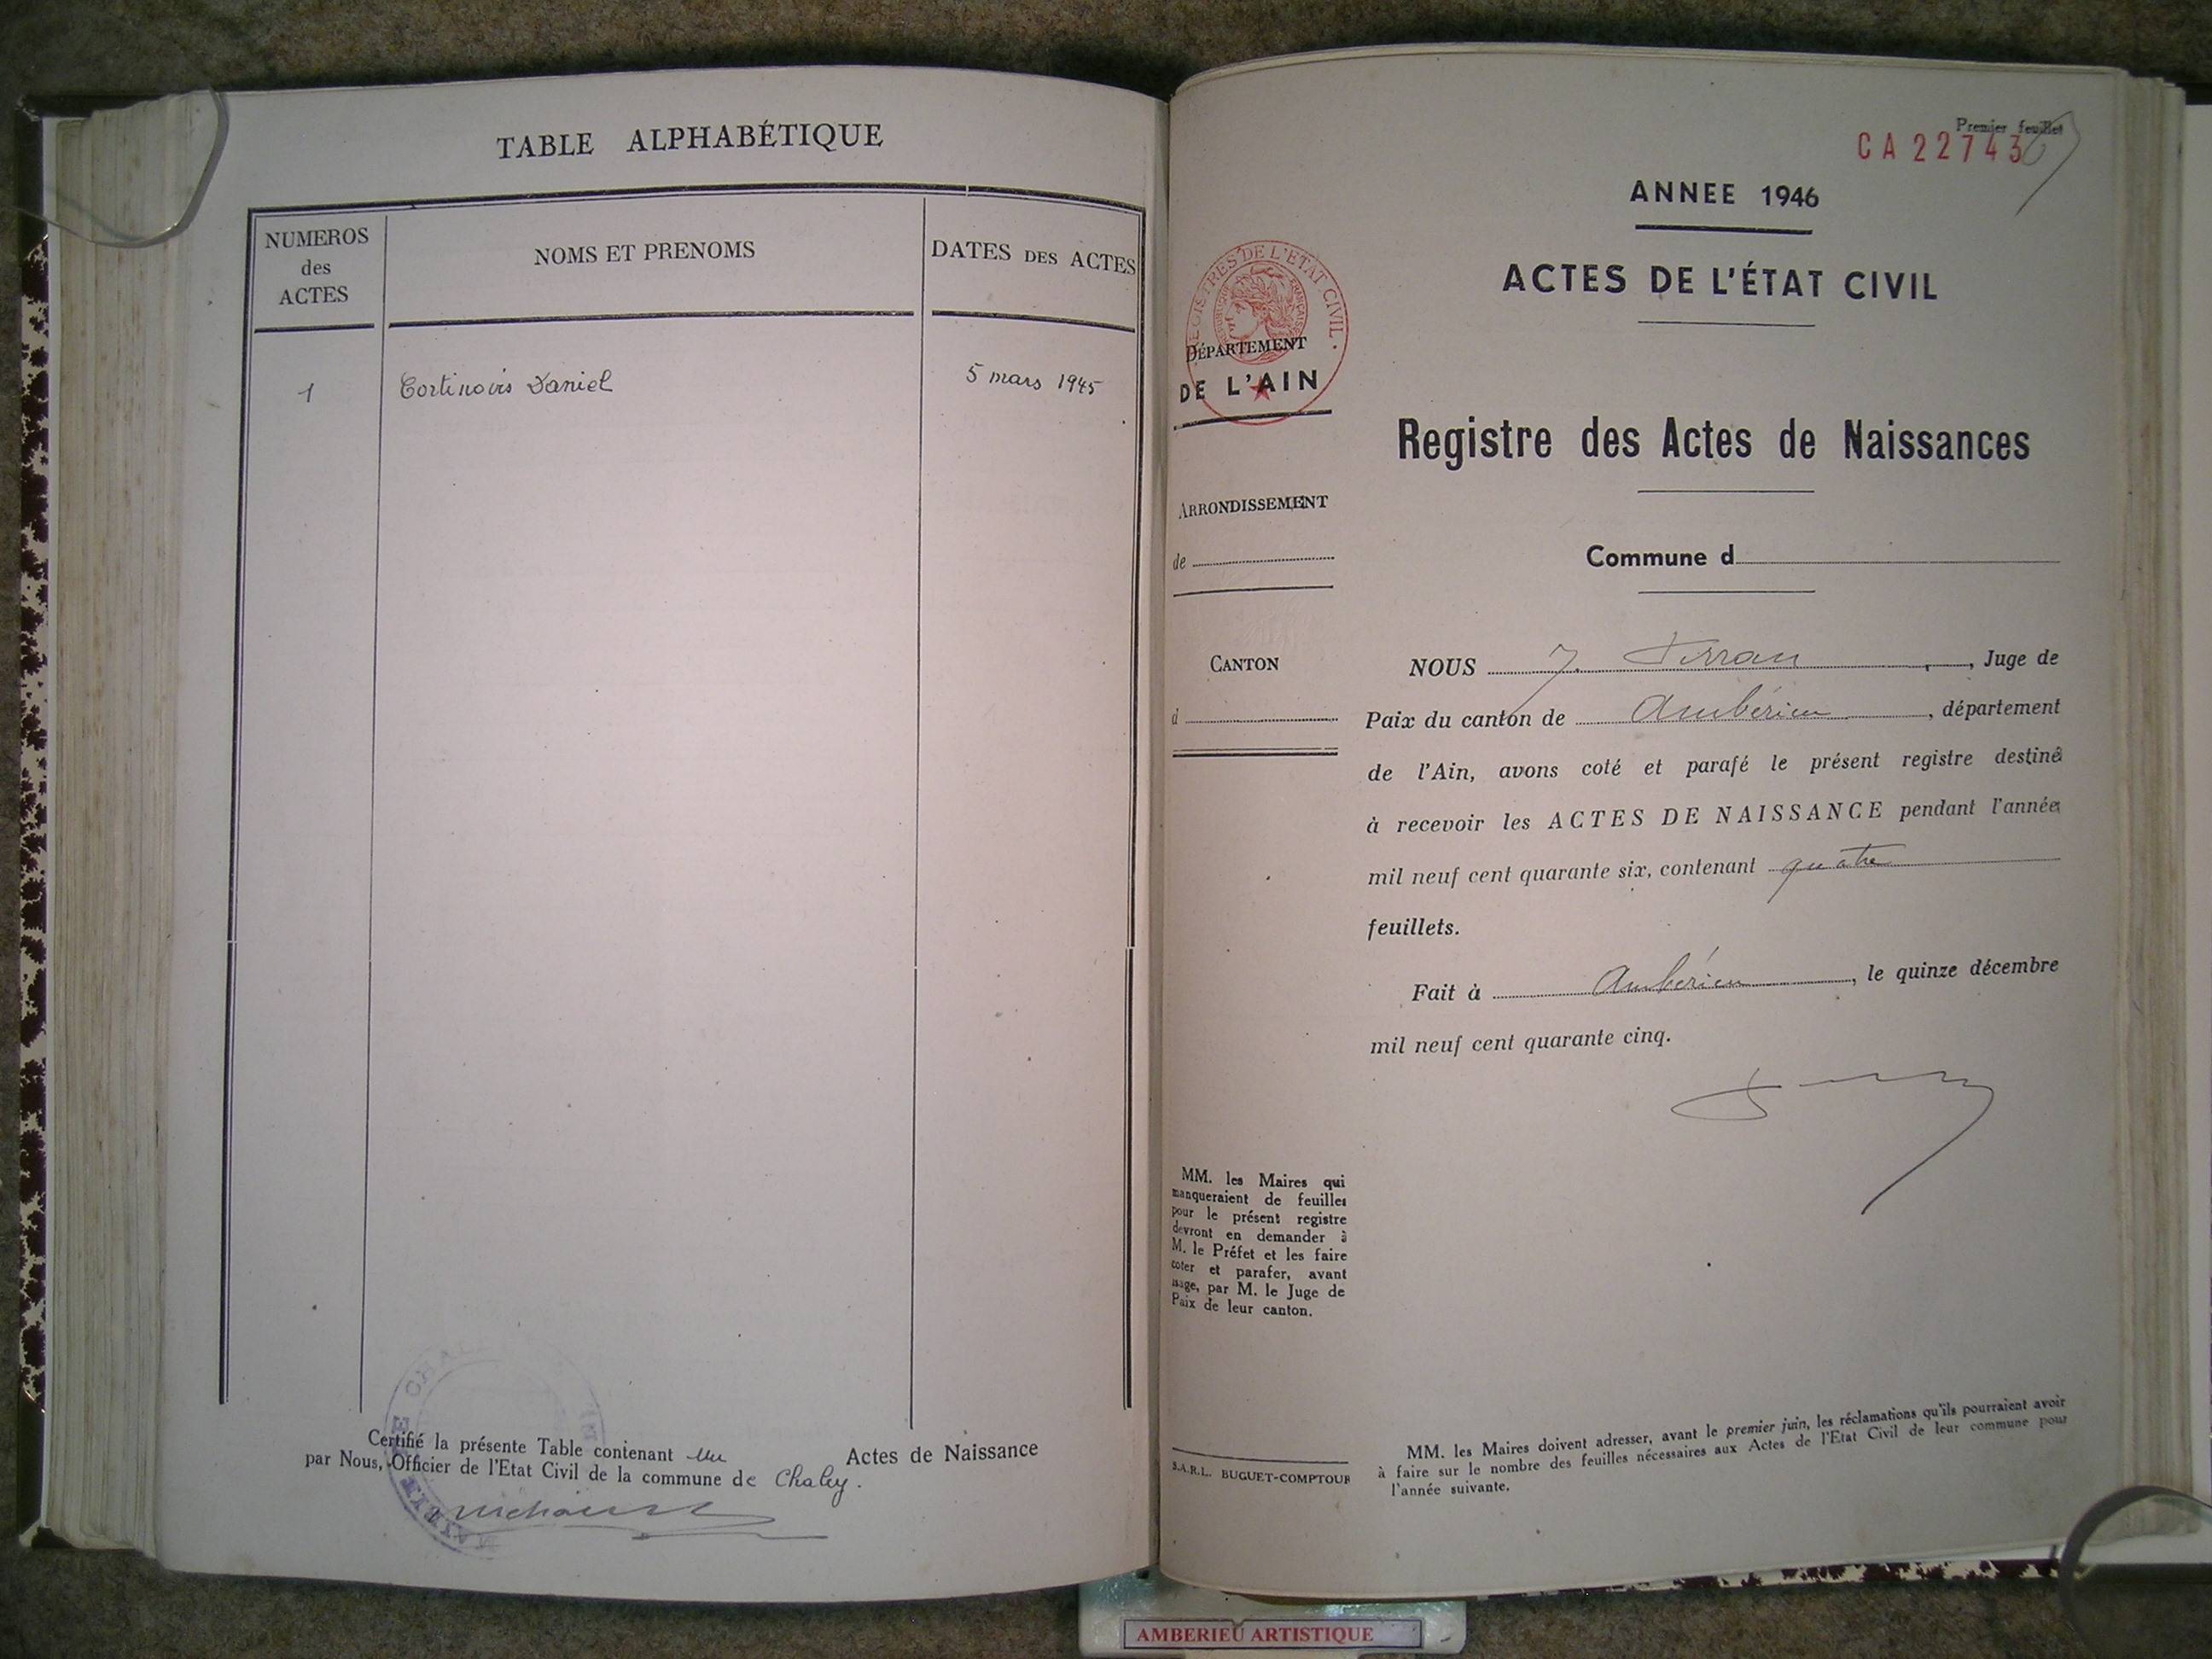 TABLE ALPHABÉTIQUE
NUMEROS
des
ACTES
NOMS ET PRENOMS
DATES DES ACTES
1
Cortinovis Daniel
5 mars 1945
Certifié la présente Table contenant un Actes de Naissance
par Nous, Officier de l'Etat Civil de la commune de Chaley.
Premier feuillet
CA 22743
ANNEE 1946
ACTES DE L'ÉTAT CIVIL
REGISTRES DE L'ETAT CIVIL
REPUBLIQUE FRANCAISE
DÉPARTEMENT
DE L'AIN
Registre des Actes de Naissances
ARRONDISSEMENT
de
Commune d
CANTON
d
NOUS J. , Juge de
Paix du canton de Ambérieu , département
de l'Ain, avons coté et parafé le présent registre destiné
à recevoir les ACTES DE NAISSANCE pendant l'année
mil neuf cent quarante six, contenant quatre
feuillets.
Fait à Ambérieu , le quinze décembre
mil neuf cent quarante cinq.
MM. les Maires qui
manqueraient de feuilles
pour le présent registre
devront en demander à
M. le Préfet et les faire
coter et parafer, avant
usage, par M. le Juge de
Paix de leur canton.
MM. les Maires doivent adresser, avant le premier juin, les réclamations qu'ils pourraient avoir
à faire sur le nombre des feuilles nécessaires aux Actes de l'Etat Civil de leur commune pour
l'année suivante.
S.A.R.L. BUGUET-COMPTOUR
AMBERIEU ARTISTIQUE